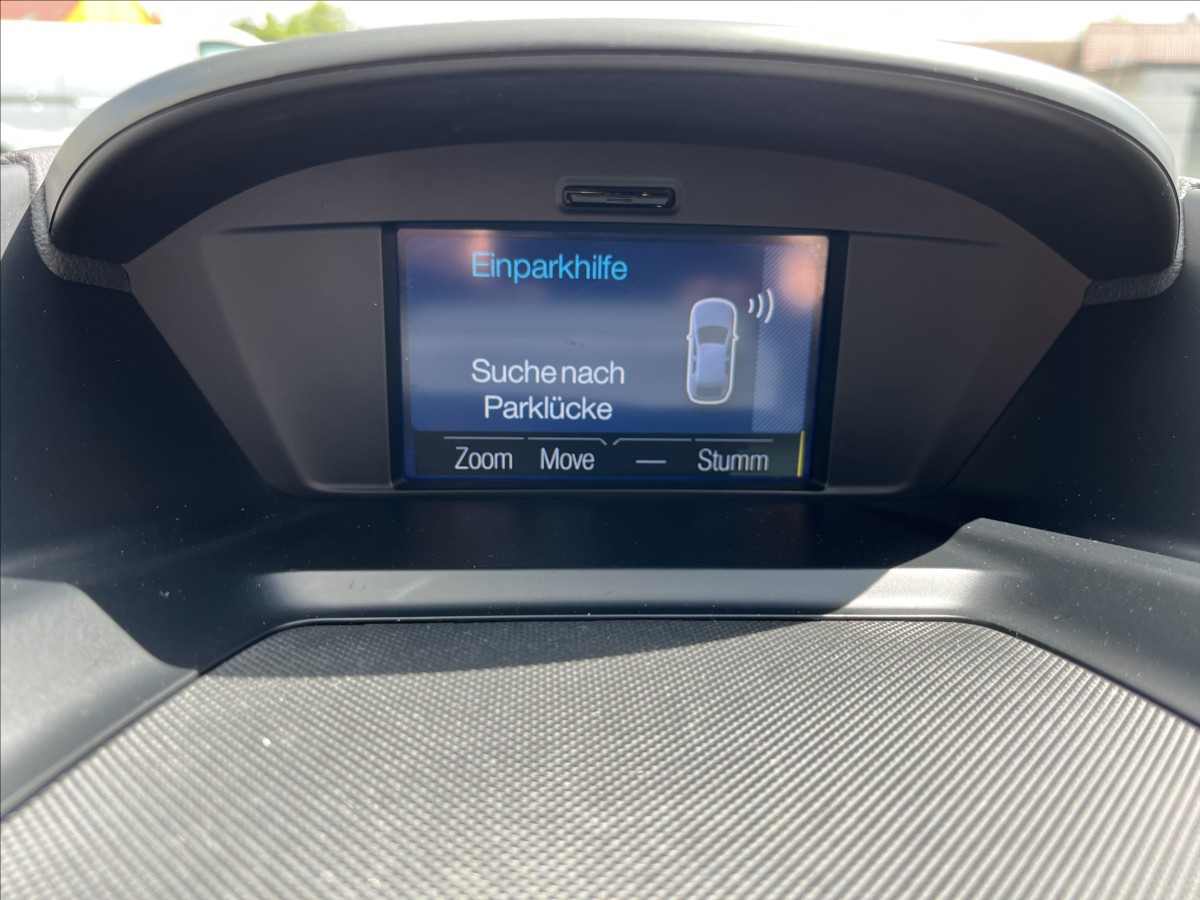 Einparkhilfe
Suche nach
Parklücke
Zoom Move — Stumm